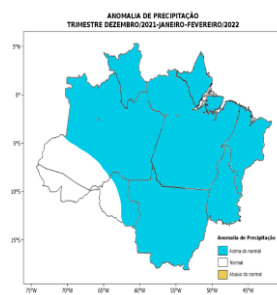 ANOMALIA DE PRECIPITAÇÃO
TRIMESTRE DEZEMBRO/2021-JANEIRO-FEVEREIRO/2022
5°N
0°
5°S
10°S
15°S
Anomalia de Precipitação
Acima do normal
Normal
Abaixo do normal
75°W 70°W 65°W 60°W 55°W 50°W 45°W